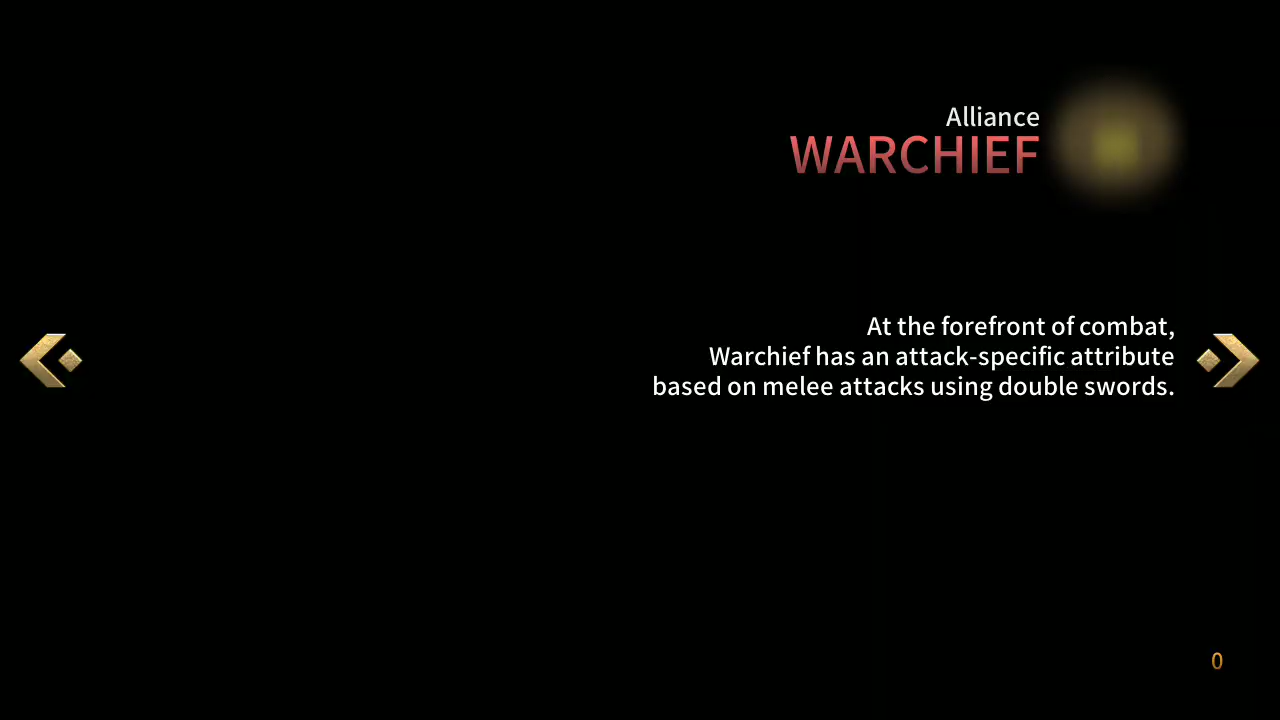 Alliance
WARCHIEF
At the forefront of combat,
Warchief has an attack-specific attribute
based on melee attacks using double swords.
0